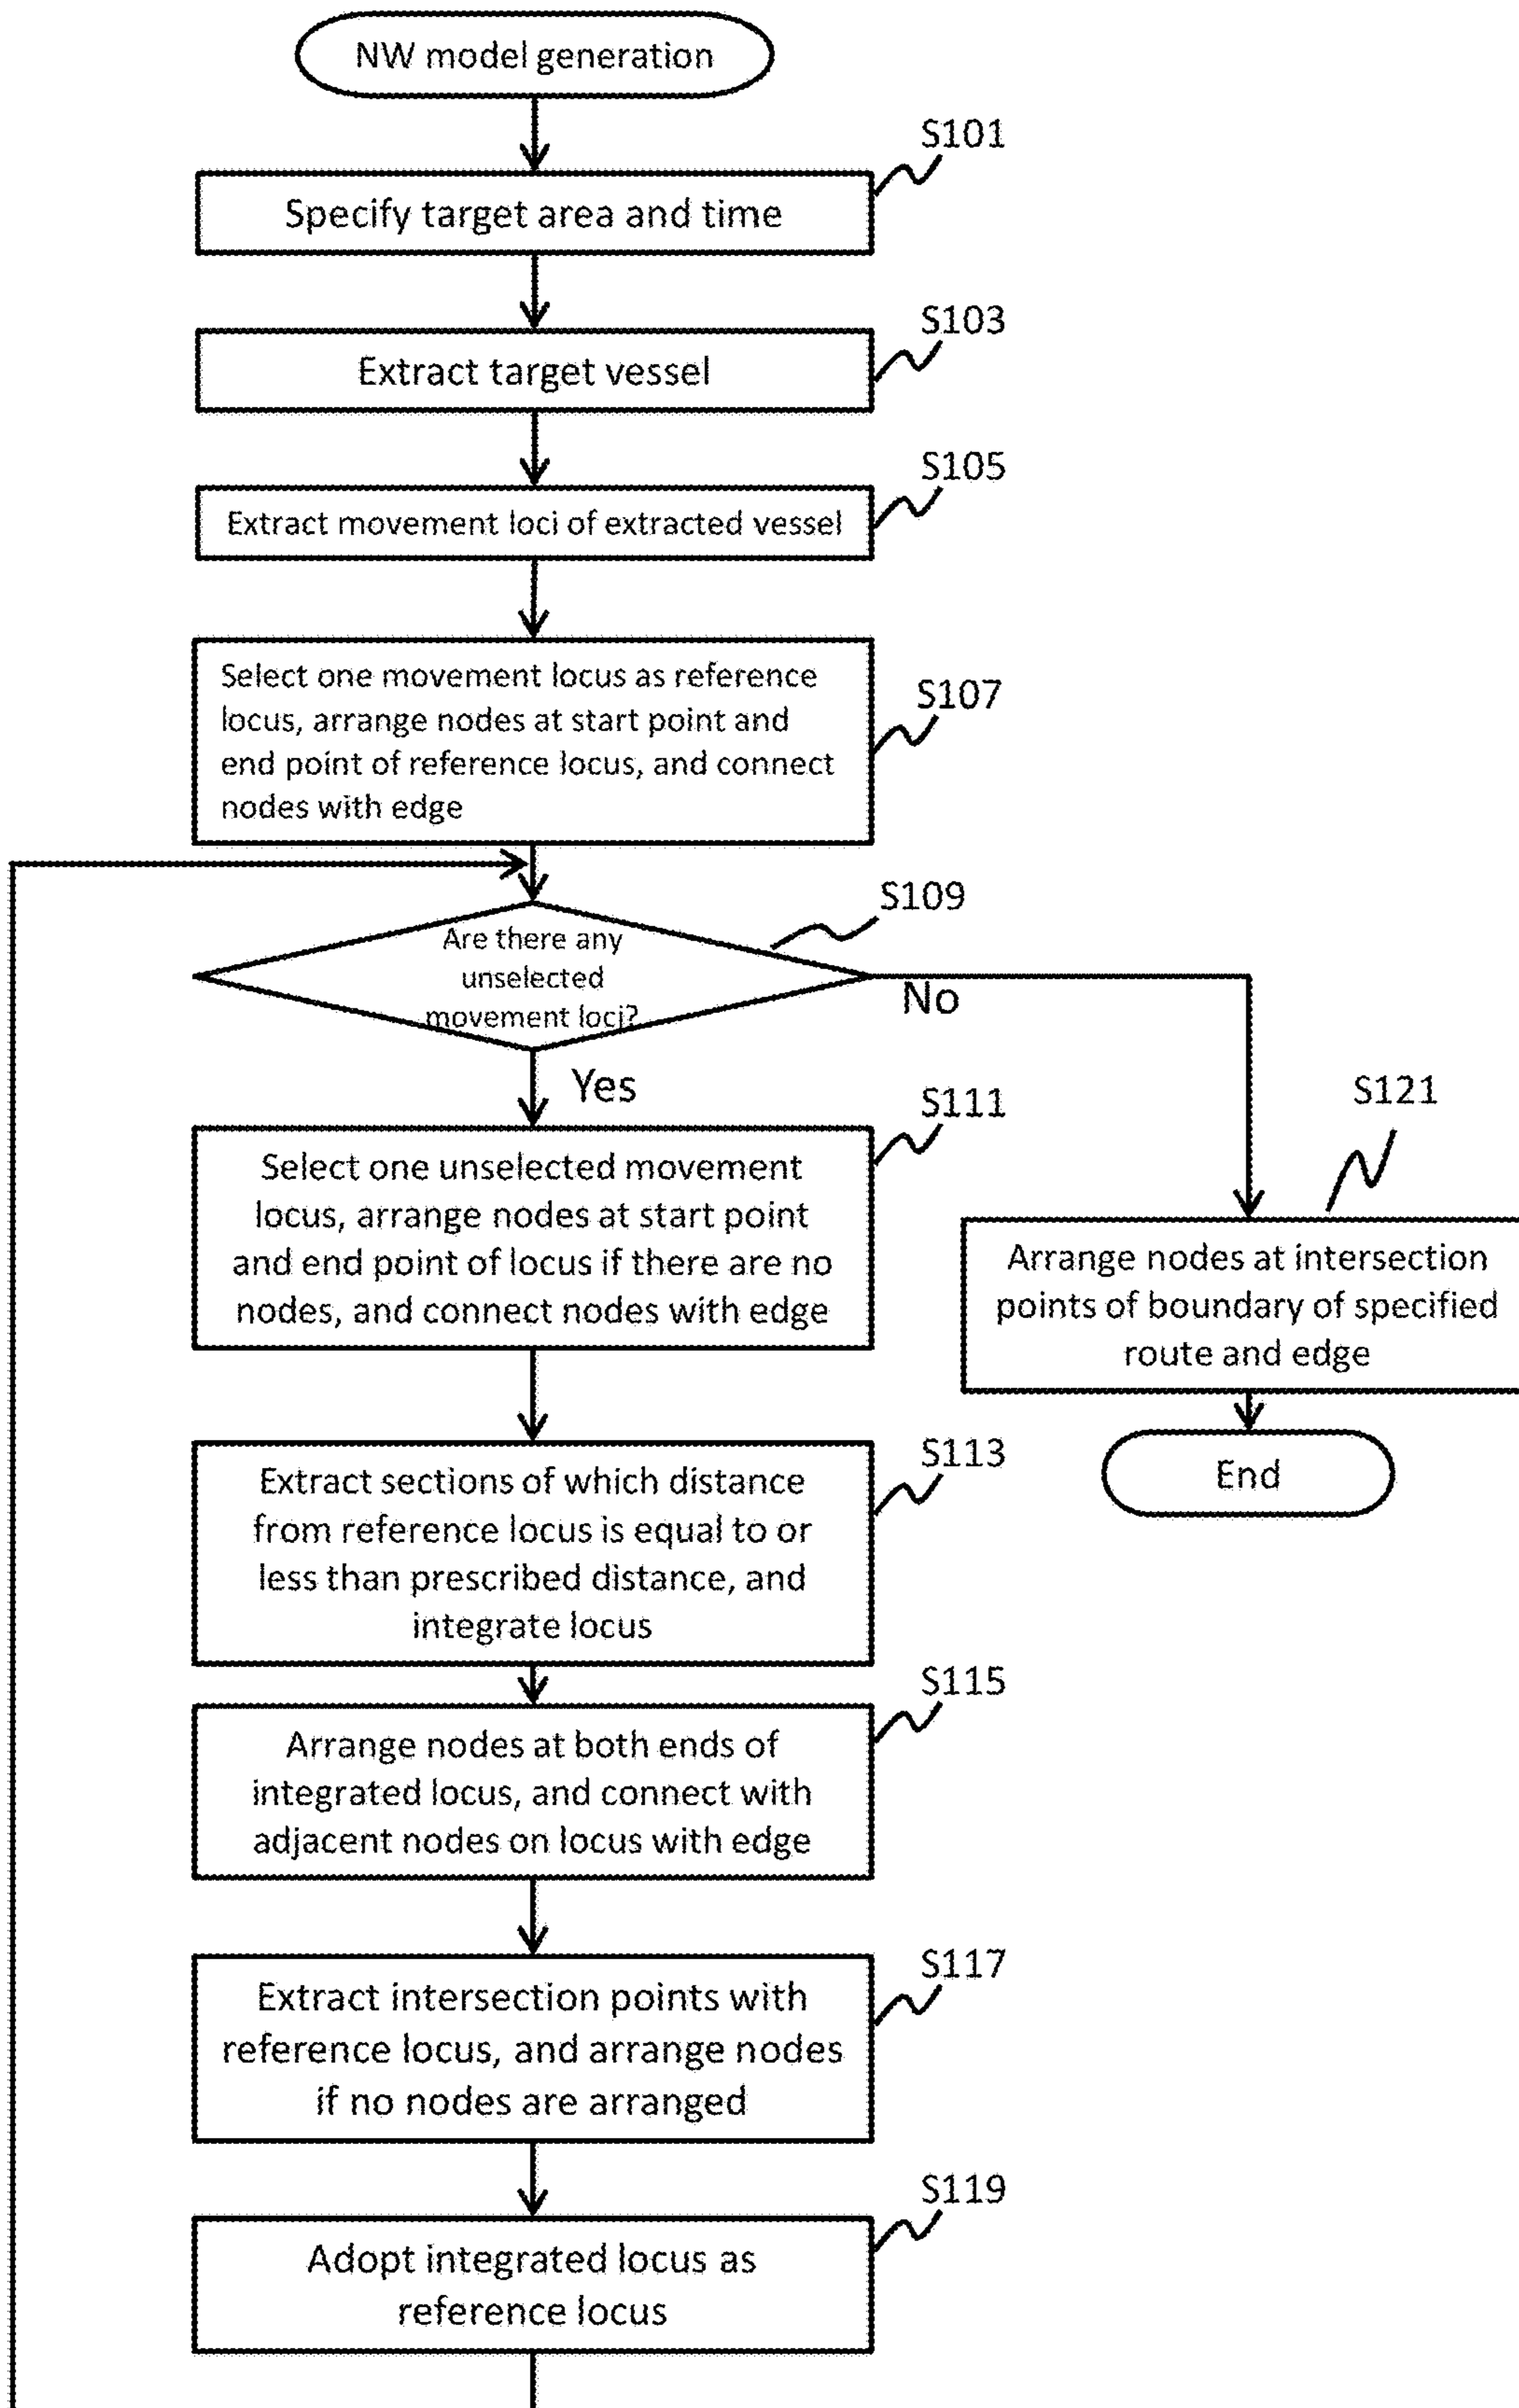 NW model generation
S101
Specify target area and time
S103
Extract target vessel
S105
Extract movement loci of extracted vessel
S107
Select one movement locus as reference
locus, arrange nodes at start point and
end point of reference locus, and connect
nodes with edge
S109
Are there any
unselected
movement loci?
No
Yes
S111
Select one unselected movement
locus, arrange nodes at start point
and end point of locus if there are no
nodes, and connect nodes with edge
S121
Arrange nodes at intersection
points of boundary of specified
route and edge
End
S113
Extract sections of which distance
from reference locus is equal to or
less than prescribed distance, and
integrate locus
S115
Arrange nodes at both ends of
integrated locus, and connect with
adjacent nodes on locus with edge
S117
Extract intersection points with
reference locus, and arrange nodes
if no nodes are arranged
S119
Adopt integrated locus as
reference locus